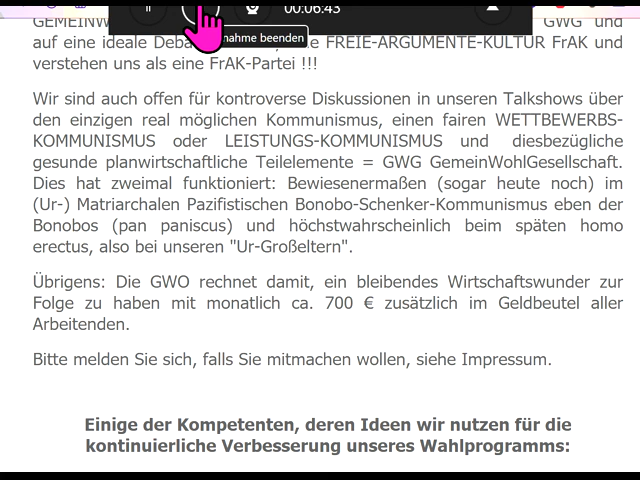 00:06:43
nahme beenden
GEMEINW GWG und
auf eine ideale Deba le FREIE-ARGUMENTE-KULTUR FrAK und
verstehen uns als eine FrAK-Partei !!!
Wir sind auch offen für kontroverse Diskussionen in unseren Talkshows über
den einzigen real möglichen Kommunismus, einen fairen WETTBEWERBS-
KOMMUNISMUS oder LEISTUNGS-KOMMUNISMUS und diesbezügliche
gesunde planwirtschaftliche Teilelemente = GWG GemeinWohlGesellschaft.
Dies hat zweimal funktioniert: Bewiesenermaßen (sogar heute noch) im
(Ur-) Matriarchalen Pazifistischen Bonobo-Schenker-Kommunismus eben der
Bonobos (pan paniscus) und höchstwahrscheinlich beim späten homo
erectus, also bei unseren "Ur-Großeltern".
Übrigens: Die GWO rechnet damit, ein bleibendes Wirtschaftswunder zur
Folge zu haben mit monatlich ca. 700 € zusätzlich im Geldbeutel aller
Arbeitenden.
Bitte melden Sie sich, falls Sie mitmachen wollen, siehe Impressum.
Einige der Kompetenten, deren Ideen wir nutzen für die
kontinuierliche Verbesserung unseres Wahlprogramms: